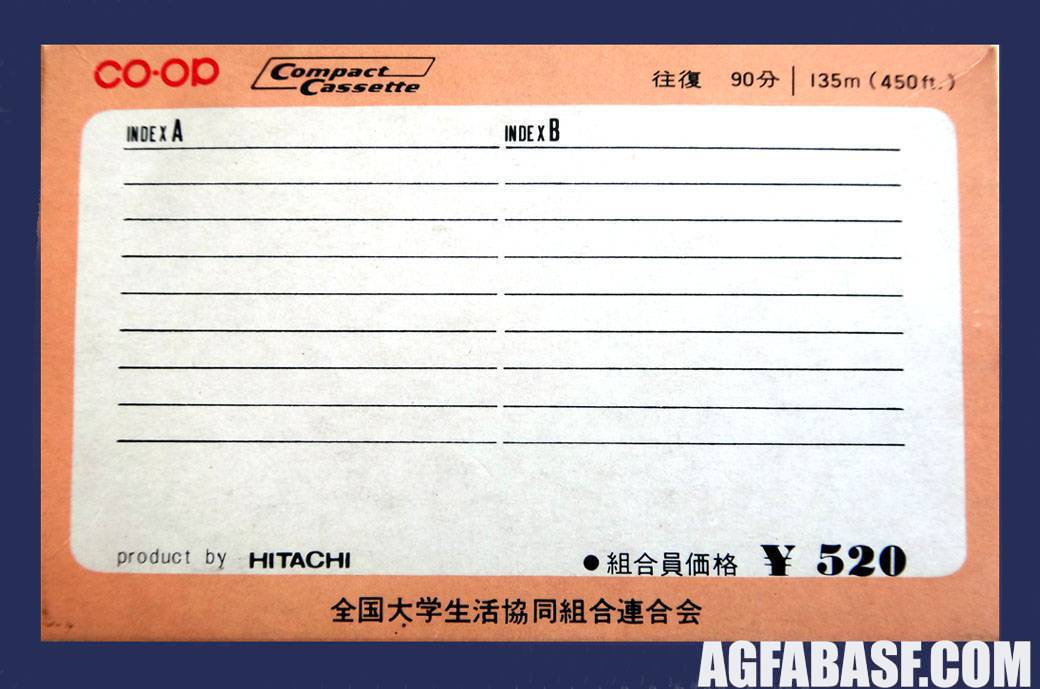 CO·OP Compact Cassette 往復 90分 | 135m (450ft.)
INDEX A INDEX B
product by HITACHI ●組合員価格 ¥ 520
全国大学生活協同組合連合会
AGFABASF.COM